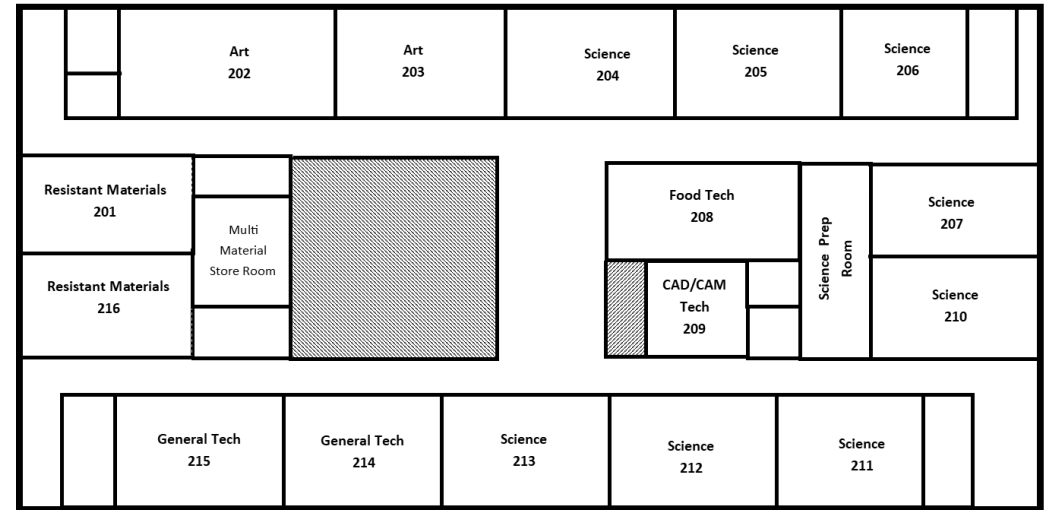 Art
202
Art
203
Science
204
Science
205
Science
206
Resistant Materials
201
Multi
Material
Store Room
Resistant Materials
216
Food Tech
208
Science Prep
Room
Science
207
CAD/CAM
Tech
209
Science
210
General Tech
215
General Tech
214
Science
213
Science
212
Science
211